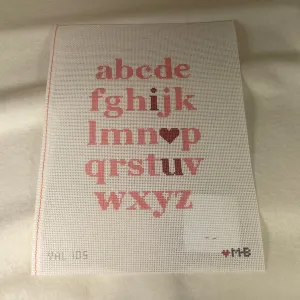 abcde
fghijk
lmn♥p
qrstuv
wxyz
VAL 105 ♥MB